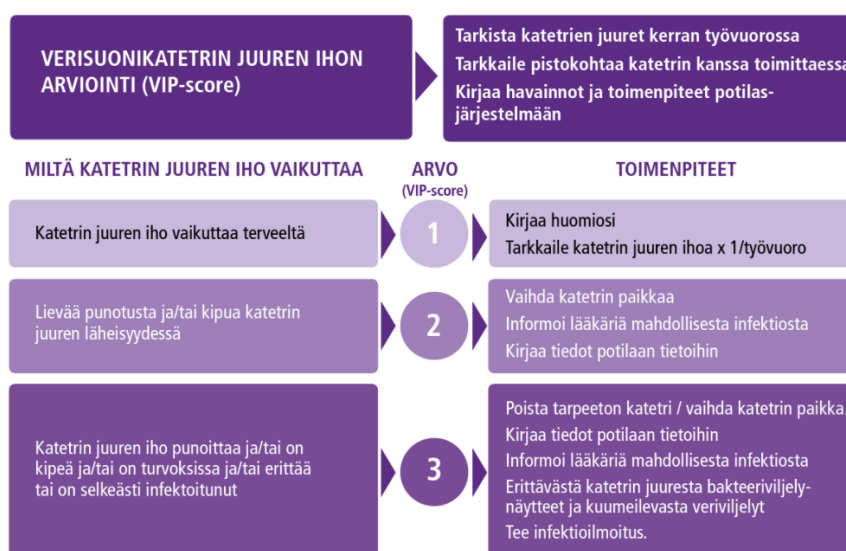 VERISUONIKATETRIN JUUREN IHON
ARVIOINTI (VIP-score)
Tarkista katetrien juuret kerran työvuorossa
Tarkkaile pistokohtaa katetrin kanssa toimittaessa
Kirjaa havainnot ja toimenpiteet potilas-
järjestelmään
MILTÄ KATETRIN JUUREN IHO VAIKUTTAA
ARVO
(VIP-score)
TOIMENPITEET
Katetrin juuren iho vaikuttaa terveeltä
1
Kirjaa huomiosi
Tarkkaile katetrin juuren ihoa x 1/työvuoro
Lievää punotusta ja/tai kipua katetrin
juuren läheisyydessä
2
Vaihda katetrin paikkaa
Informoi lääkäriä mahdollisesta infektiosta
Kirjaa tiedot potilaan tietoihin
Katetrin juuren iho punoittaa ja/tai on
kipeä ja/tai on turvoksissa ja/tai erittää
tai on selkeästi infektoitunut
3
Poista tarpeeton katetri / vaihda katetrin paikka.
Kirjaa tiedot potilaan tietoihin
Informoi lääkäriä mahdollisesta infektiosta
Erittävästä katetrin juuresta bakteeriviljely-
näytteet ja kuumeilevasta veriviljelyt
Tee infektioilmoitus.